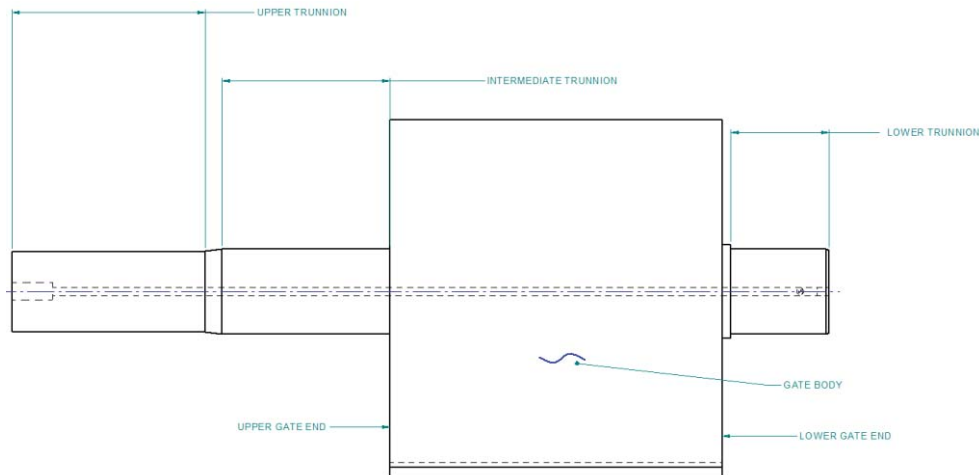 UPPER TRUNNION
INTERMEDIATE TRUNNION
LOWER TRUNNION
GATE BODY
UPPER GATE END
LOWER GATE END